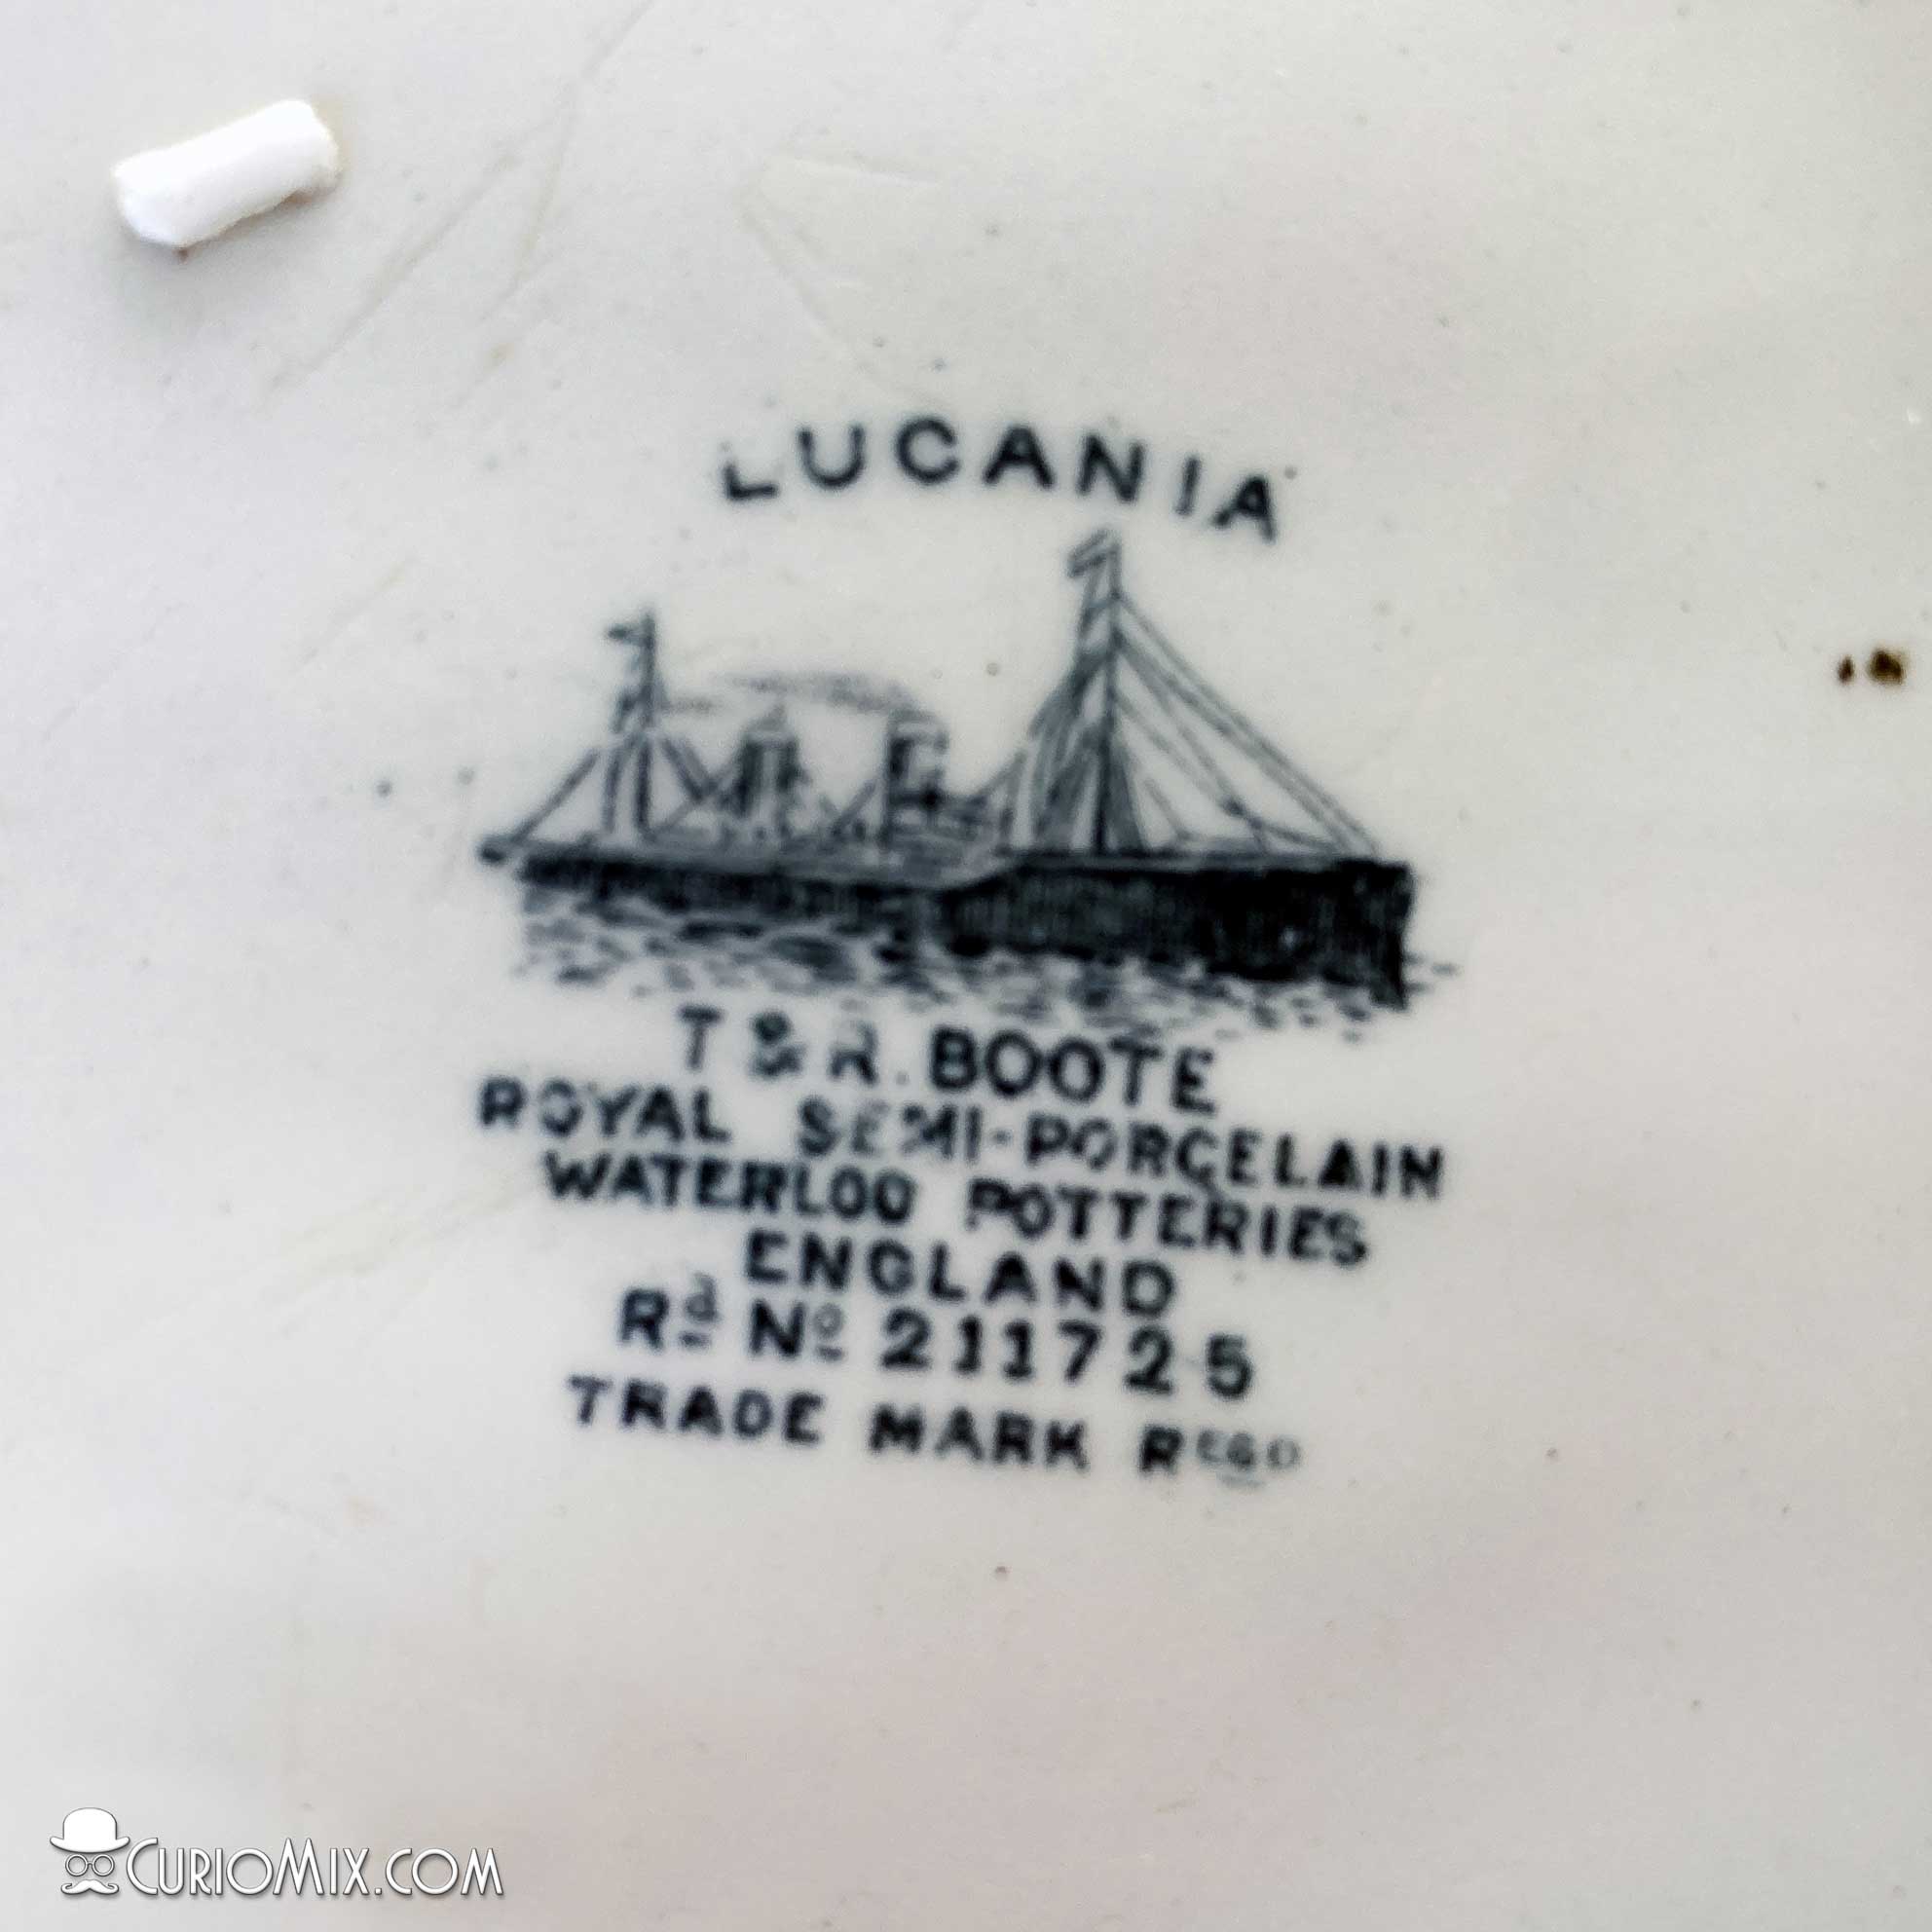 LUCANIA
T & R. BOOTE
ROYAL SEMI-PORCELAIN
WATERLOO POTTERIES
ENGLAND
Rd No 211725
TRADE MARK REGD
CURIOMIX.COM